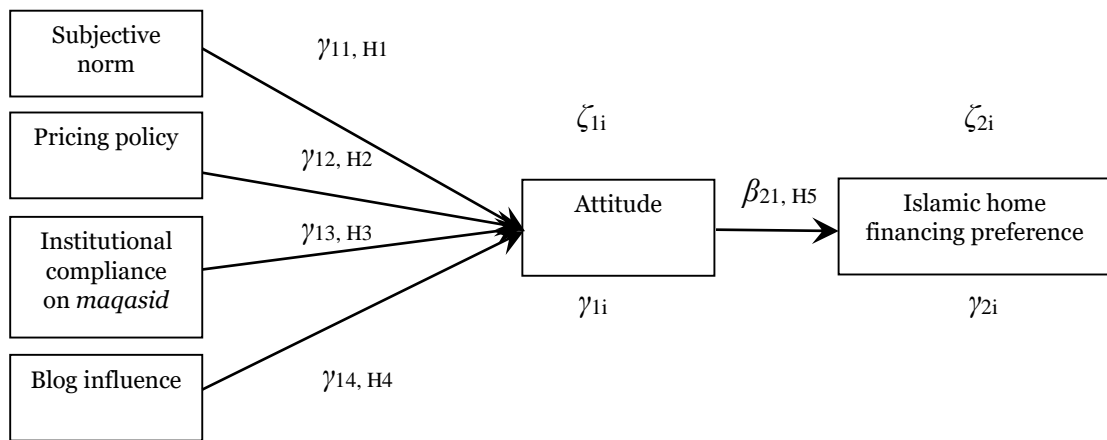 Subjective
norm
γ11, H1
Pricing policy
γ12, H2
Institutional
compliance
on maqasid
γ13, H3
Blog influence
γ14, H4
ζ1i
Attitude
γ1i
β21, H5
ζ2i
Islamic home
financing preference
γ2i